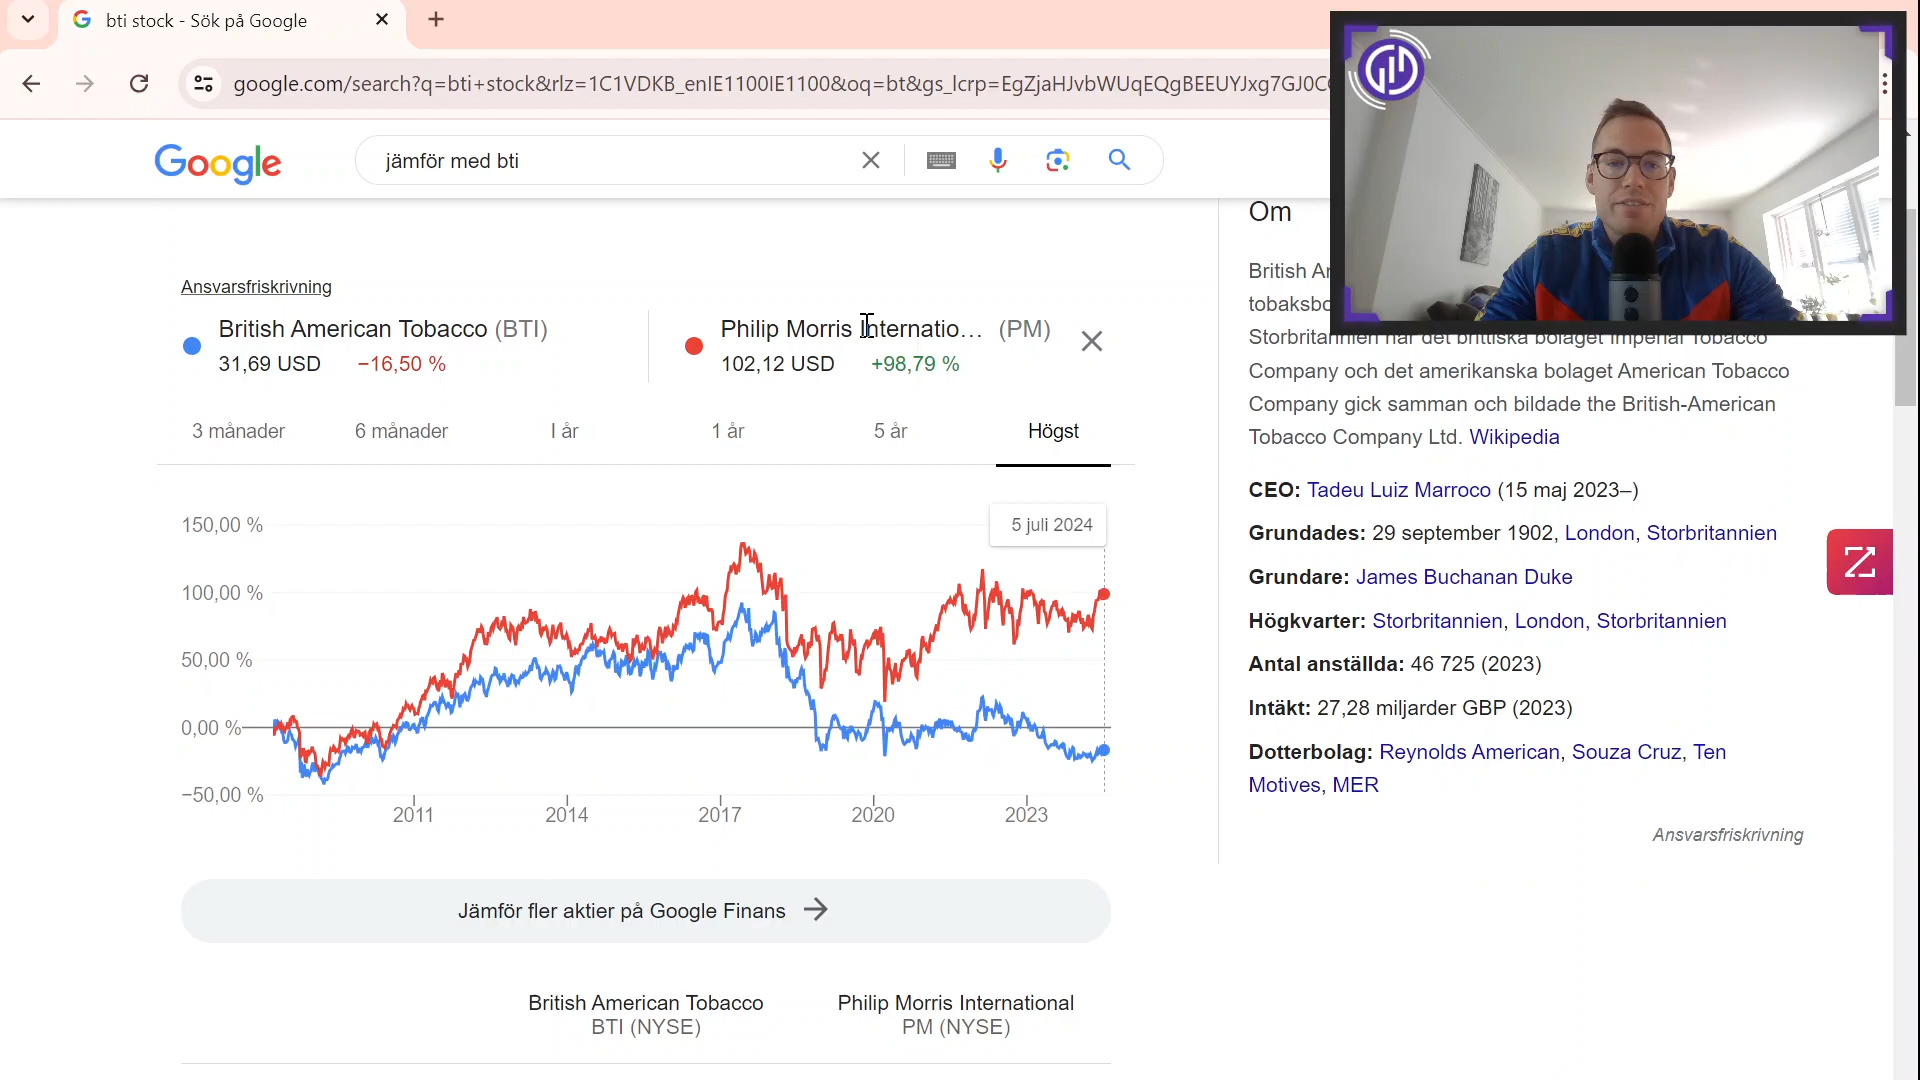 bti stock - Sök på Google
google.com/search?q=bti+stock&rlz=1C1VDKB_enIE1100IE1100&oq=bt&gs_lcrp=EgZjaHJvbWUqEQgBEEUYJxg7GJ0C
Google
jämför med bti
Ansvarsfriskrivning
British American Tobacco (BTI)
31,69 USD −16,50 %
Philip Morris Internatio… (PM)
102,12 USD +98,79 %
3 månader 6 månader I år 1 år 5 år Högst
5 juli 2024
150,00 %
100,00 %
50,00 %
0,00 %
−50,00 %
2011 2014 2017 2020 2023
Jämför fler aktier på Google Finans
British American Tobacco
BTI (NYSE)
Philip Morris International
PM (NYSE)
Om
British
tobaksbo
Storbritannien har det brittiska bolaget Imperial Tobacco
Company och det amerikanska bolaget American Tobacco
Company gick samman och bildade the British-American
Tobacco Company Ltd. Wikipedia
CEO: Tadeu Luiz Marroco (15 maj 2023–)
Grundades: 29 september 1902, London, Storbritannien
Grundare: James Buchanan Duke
Högkvarter: Storbritannien, London, Storbritannien
Antal anställda: 46 725 (2023)
Intäkt: 27,28 miljarder GBP (2023)
Dotterbolag: Reynolds American, Souza Cruz, Ten
Motives, MER
Ansvarsfriskrivning